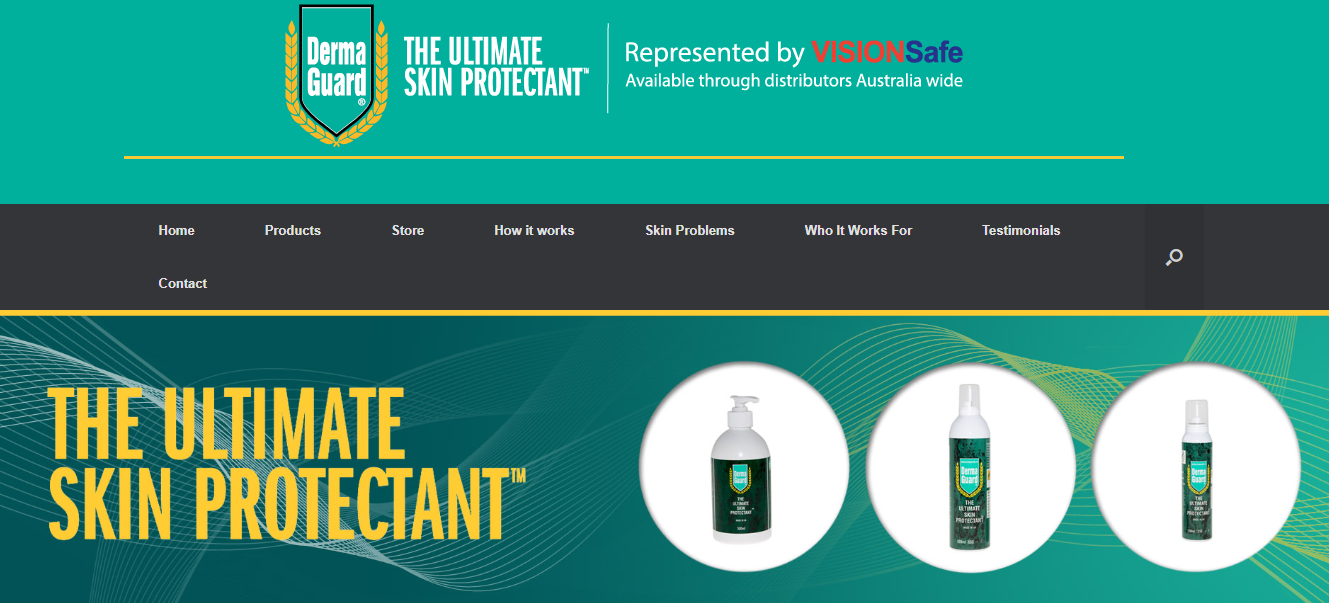 Derma
Guard®
THE ULTIMATE
SKIN PROTECTANT™
Represented by VISIONSafe
Available through distributors Australia wide
Home
Products
Store
How it works
Skin Problems
Who It Works For
Testimonials
Contact
THE ULTIMATE
SKIN PROTECTANT™
Derma
Guard
THE
ULTIMATE
SKIN
PROTECTANT
Derma
Guard
THE
ULTIMATE
SKIN
PROTECTANT
Derma
Guard
THE
ULTIMATE
SKIN
PROTECTANT